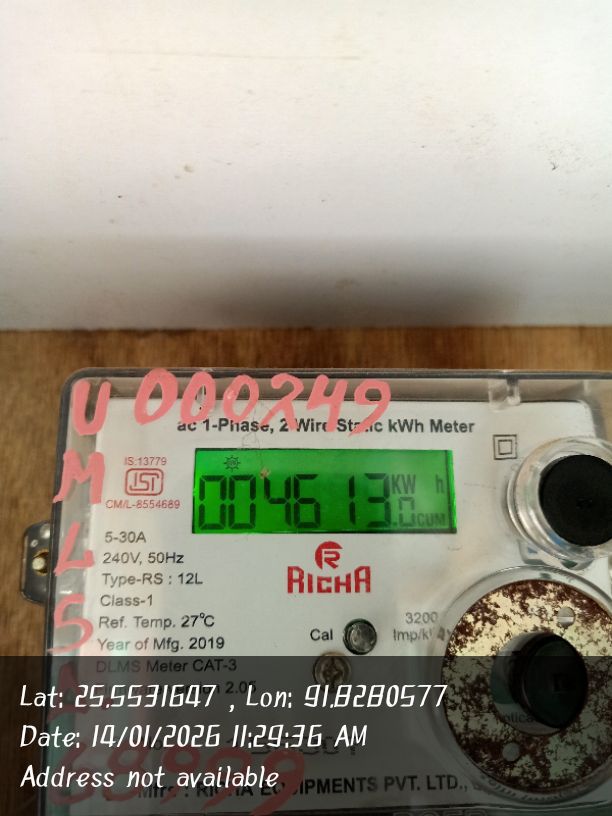 U 000249
M
L
S
ac 1-Phase, 2 Wire Static kWh Meter
IS:13779
CM/L-8554689
004613.0 KW h
CUM
5-30A
240V, 50Hz
Type-RS : 12L
Class-1
Ref. Temp. 27°C
Year of Mfg. 2019
DLMS Meter CAT-3
RICHA
Cal
3200
Imp/k
Lat: 25,5531647 , Lon: 91,8280577
Date: 14/01/2026 11:29:36 AM
Address not available
RICHA EQUIPMENTS PVT. LTD.,